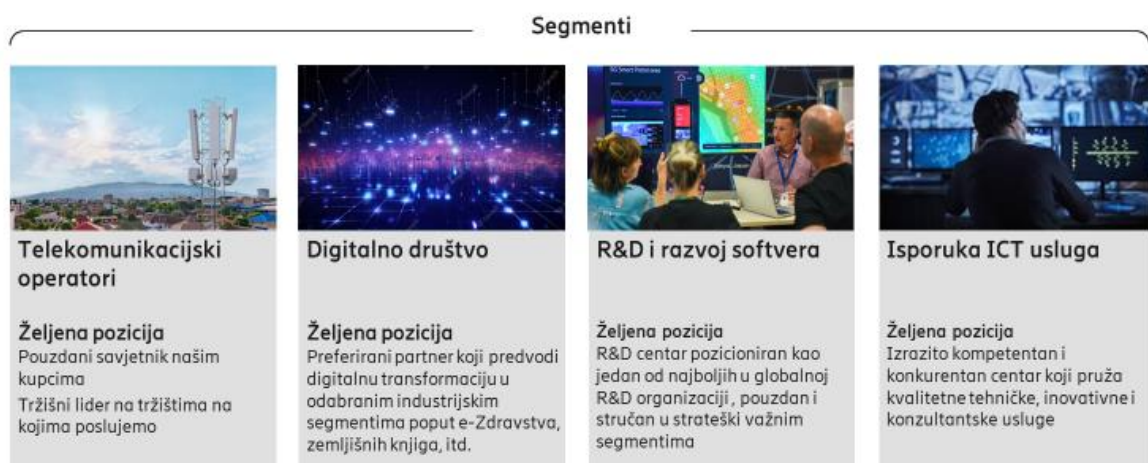 Segmenti
Telekomunikacijski
operatori
Željena pozicija
Pouzdani savjetnik našim
kupcima
Tržišni lider na tržištima na
kojima poslujemo
Digitalno društvo
Željena pozicija
Preferirani partner koji predvodi
digitalnu transformaciju u
odabranim industrijskim
segmentima poput e-Zdravstva,
zemljišnih knjiga, itd.
R&D i razvoj softvera
Željena pozicija
R&D centar pozicioniran kao
jedan od najboljih u globalnoj
R&D organizaciji, pouzdan i
stručan u strateški važnim
segmentima
Isporuka ICT usluga
Željena pozicija
Izrazito kompetentan i
konkurentan centar koji pruža
kvalitetne tehničke, inovativne i
konzultantske usluge